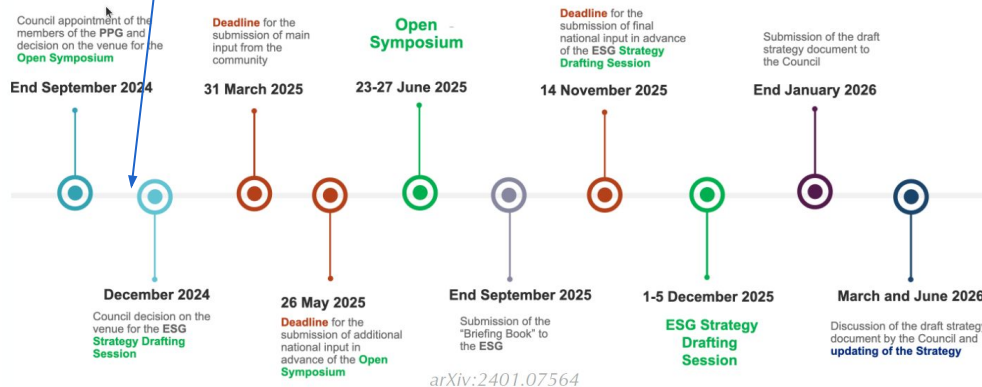 Council appointment of the
members of the PPG and
decision on the venue for the
Open Symposium
End September 2024
Deadline for the
submission of main
input from the
community
31 March 2025
Open
Symposium
23-27 June 2025
Deadline for the
submission of final
national input in advance
of the ESG Strategy
Drafting Session
14 November 2025
Submission of the draft
strategy document to
the Council
End January 2026
December 2024
Council decision on the
venue for the ESG
Strategy Drafting
Session
26 May 2025
Deadline for the
submission of additional
national input in
advance of the Open
Symposium
End September 2025
Submission of the
"Briefing Book" to
the ESG
1-5 December 2025
ESG Strategy
Drafting
Session
March and June 2026
Discussion of the draft strategy
document by the Council and
updating of the Strategy
arXiv:2401.07564